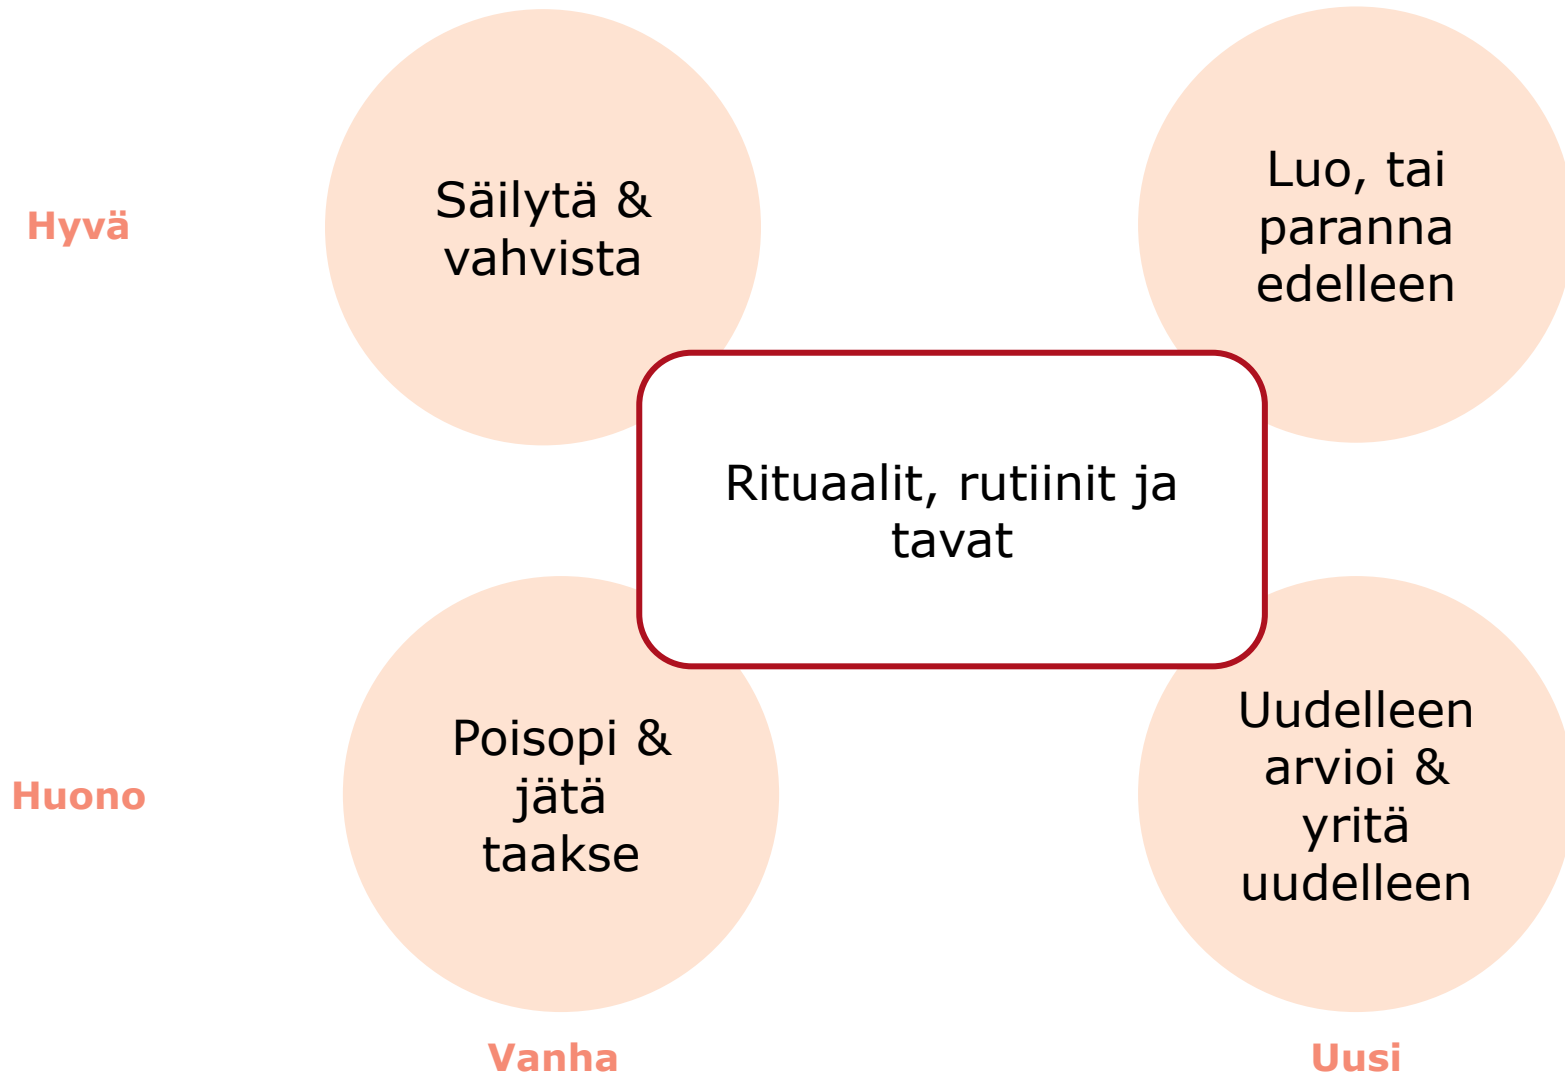 Hyvä
Säilytä &
vahvista
Luo, tai
paranna
edelleen
Rituaalit, rutiinit ja
tavat
Huono
Poisopi &
jätä
taakse
Uudelleen
arvioi &
yritä
uudelleen
Vanha
Uusi